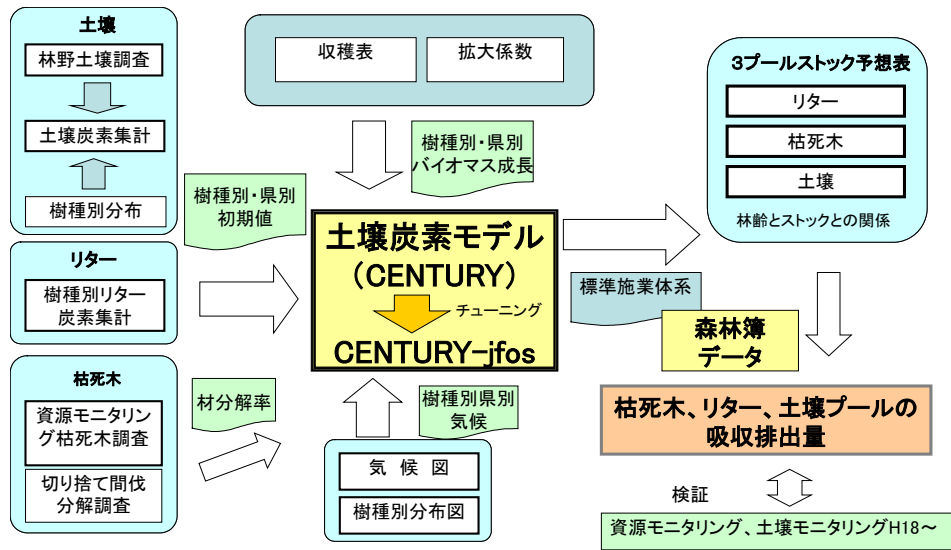 土壌
林野土壌調査
土壌炭素集計
樹種別分布
リター
樹種別リター
炭素集計
枯死木
資源モニタリン
グ枯死木調査
切り捨て間伐
分解調査
収穫表
拡大係数
樹種別・県別
バイオマス成長
樹種別・県別
初期値
材分解率
土壌炭素モデル
(CENTURY)
チューニング
CENTURY-jfos
樹種別県別
気候
気候図
樹種別分布図
標準施業体系
3プールストック予想表
リター
枯死木
土壌
林齢とストックとの関係
森林簿
データ
枯死木、リター、土壌プールの
吸収排出量
検証
資源モニタリング、土壌モニタリングH18～